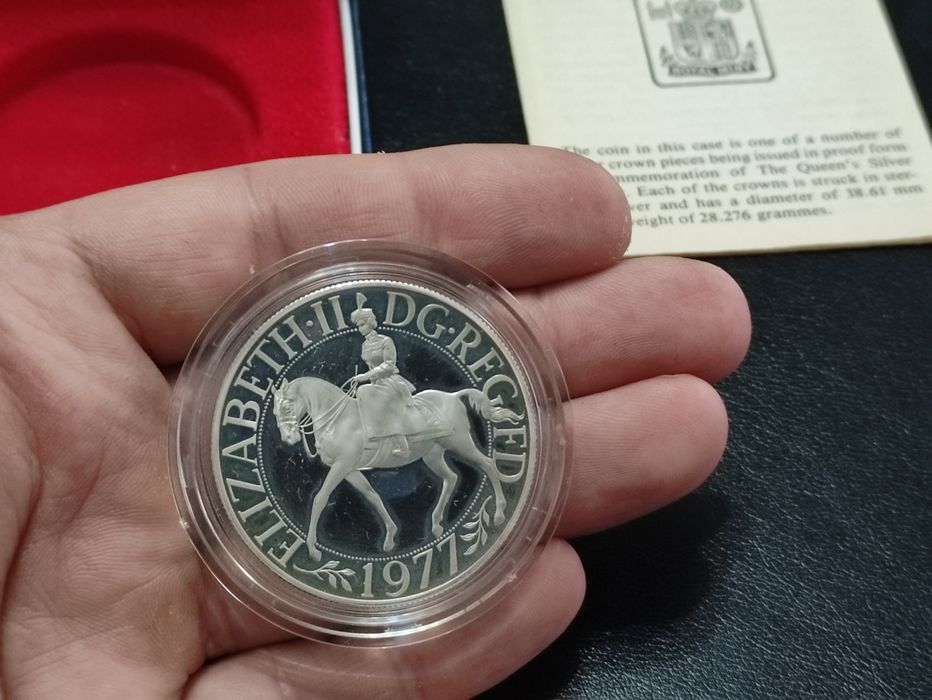 ROYAL MINT
The coin in this case is one of a number of
crown pieces being issued in proof form
mmemoration of The Queen's Silver
Each of the crowns is struck in ster-
ver and has a diameter of 38.61 mm
weight of 28.276 grammes.
ELIZABETH·II DG·REG FD
1977